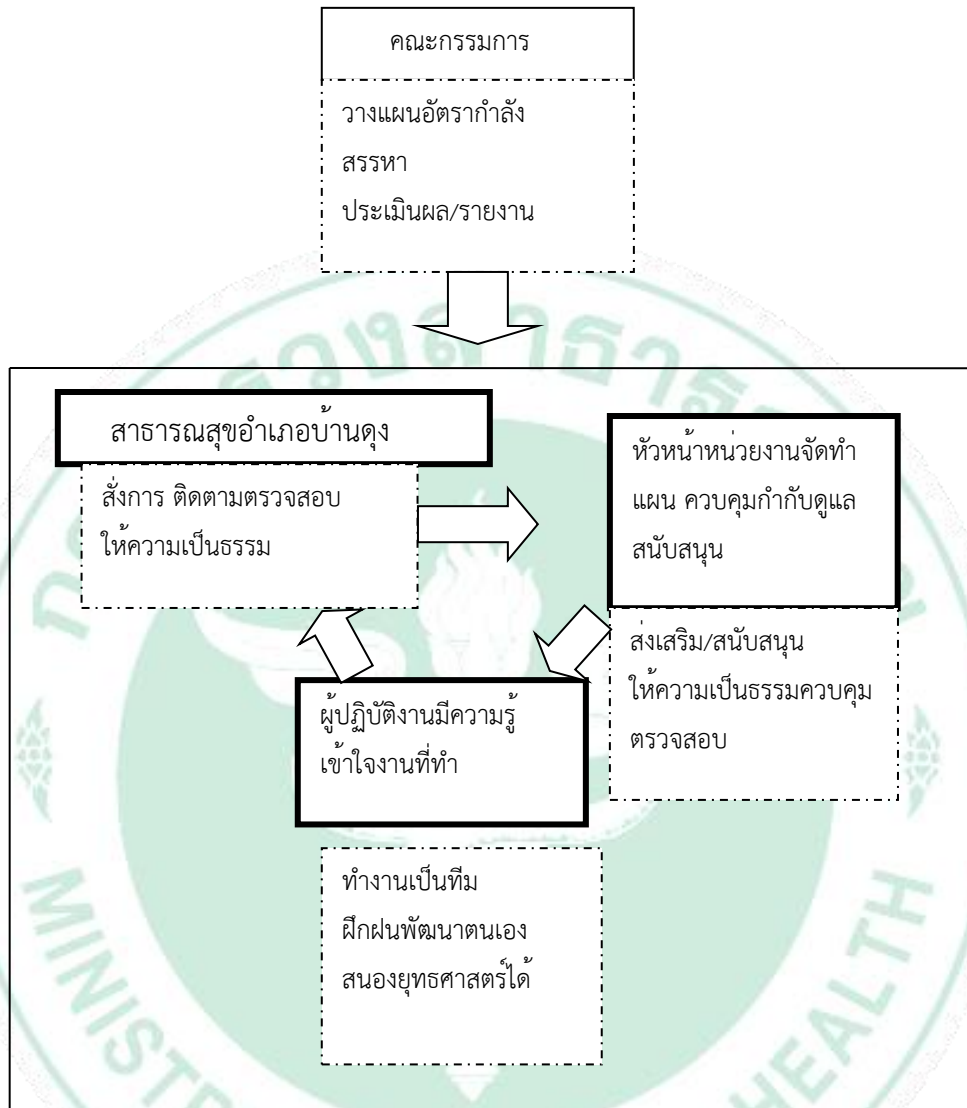 คณะกรรมการ
วางแผนอัตรากำลัง
สรรหา
ประเมินผล/รายงาน
สาธารณสุขอำเภอบ้านดุง
สั่งการ ติดตามตรวจสอบ
ให้ความเป็นธรรม
หัวหน้าหน่วยงานจัดทำ
แผน ควบคุมกำกับดูแล
สนับสนุน
ส่งเสริม/สนับสนุน
ให้ความเป็นธรรมควบคุม
ตรวจสอบ
ผู้ปฏิบัติงานมีความรู้
เข้าใจงานที่ทำ
ทำงานเป็นทีม
ฝึกฝนพัฒนาตนเอง
สนองยุทธศาสตร์ได้
HEALTH